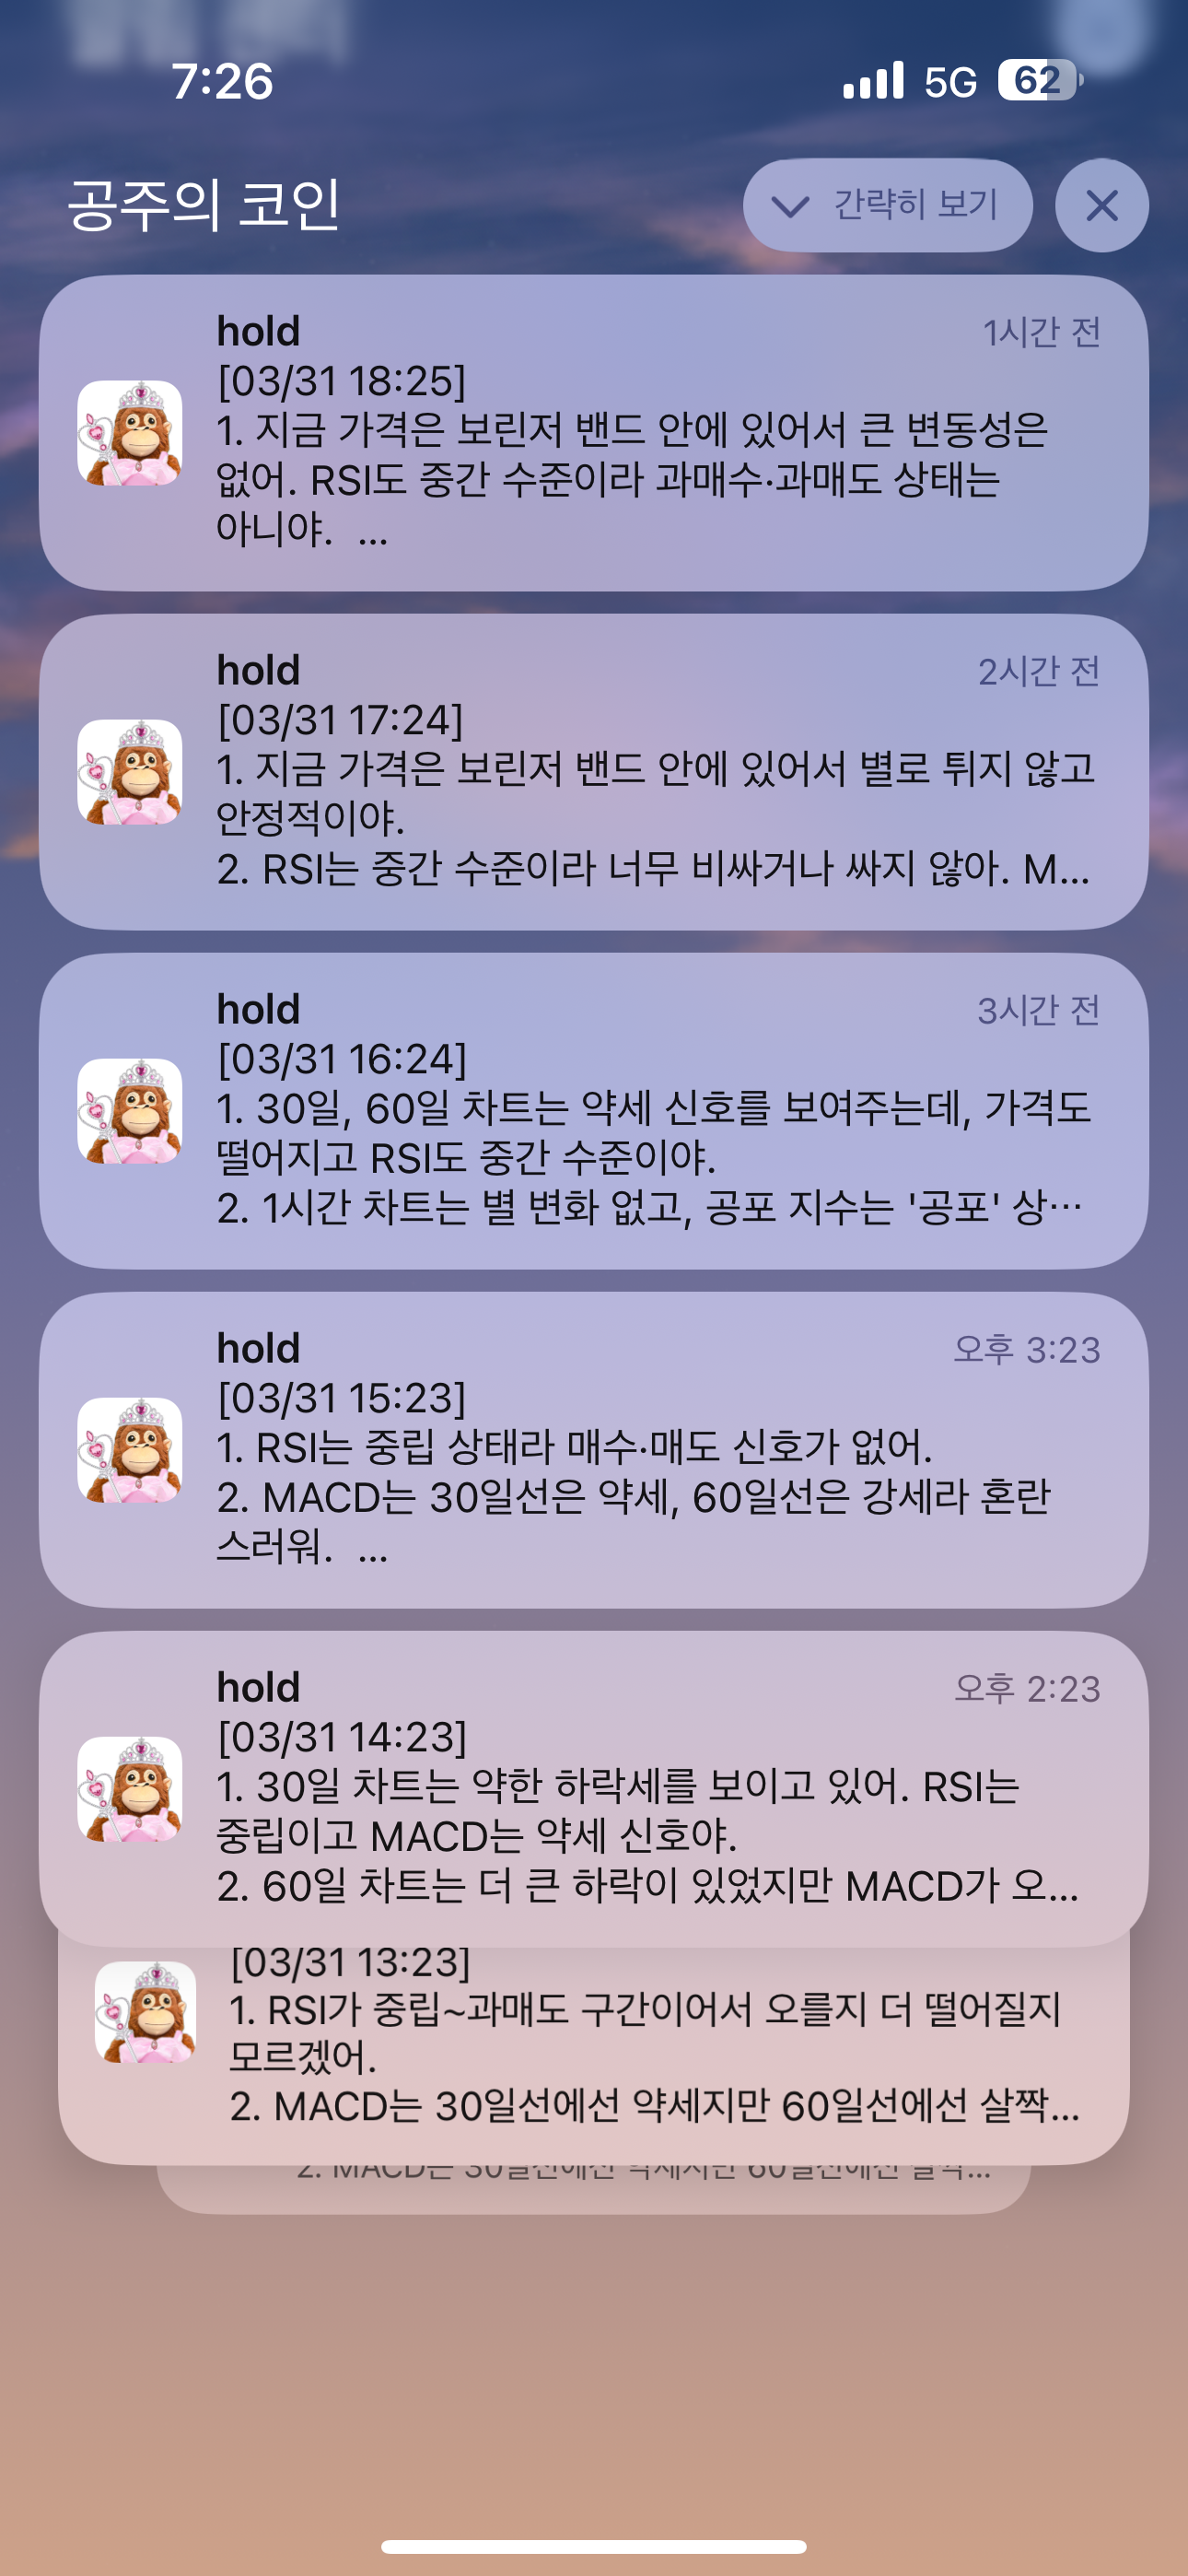 7:26
5G 62
공주의 코인
간략히 보기
hold
1시간 전
[03/31 18:25]
1. 지금 가격은 보린저 밴드 안에 있어서 큰 변동성은
없어. RSI도 중간 수준이라 과매수·과매도 상태는
아니야. ...
hold
2시간 전
[03/31 17:24]
1. 지금 가격은 보린저 밴드 안에 있어서 별로 튀지 않고
안정적이야.
2. RSI는 중간 수준이라 너무 비싸거나 싸지 않아. M...
hold
3시간 전
[03/31 16:24]
1. 30일, 60일 차트는 약세 신호를 보여주는데, 가격도
떨어지고 RSI도 중간 수준이야.
2. 1시간 차트는 별 변화 없고, 공포 지수는 '공포' 상…
hold
오후 3:23
[03/31 15:23]
1. RSI는 중립 상태라 매수·매도 신호가 없어.
2. MACD는 30일선은 약세, 60일선은 강세라 혼란
스러워. ...
hold
오후 2:23
[03/31 14:23]
1. 30일 차트는 약한 하락세를 보이고 있어. RSI는
중립이고 MACD는 약세 신호야.
2. 60일 차트는 더 큰 하락이 있었지만 MACD가 오...
[03/31 13:23]
1. RSI가 중립~과매도 구간이어서 오를지 더 떨어질지
모르겠어.
2. MACD는 30일선에선 약세지만 60일선에선 살짝...
2. MACD는 30일선에선 약세지만 60일선에선 살짝...